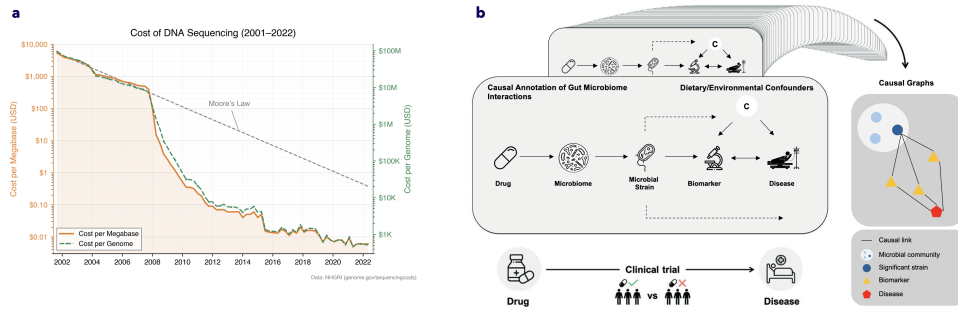 a
Cost of DNA Sequencing (2001–2022)
Cost per Megabase (USD)
$10,000
$1,000
$100
$10
$1
$0.10
$0.01
Moore's Law
$100M
$10M
$1M
$100K
$10K
$1K
Cost per Genome (USD)
Cost per Megabase
Cost per Genome
2002 2004 2006 2008 2010 2012 2014 2016 2018 2020 2022
Data: NHGRI (genome.gov/sequencingcosts)
b
C
Causal Annotation of Gut Microbiome
Interactions
Dietary/Environmental Confounders
C
Drug
Microbiome
Microbial
Strain
Biomarker
Disease
Clinical trial
vs
Drug
Disease
Causal Graphs
Causal link
Microbial community
Significant strain
Biomarker
Disease